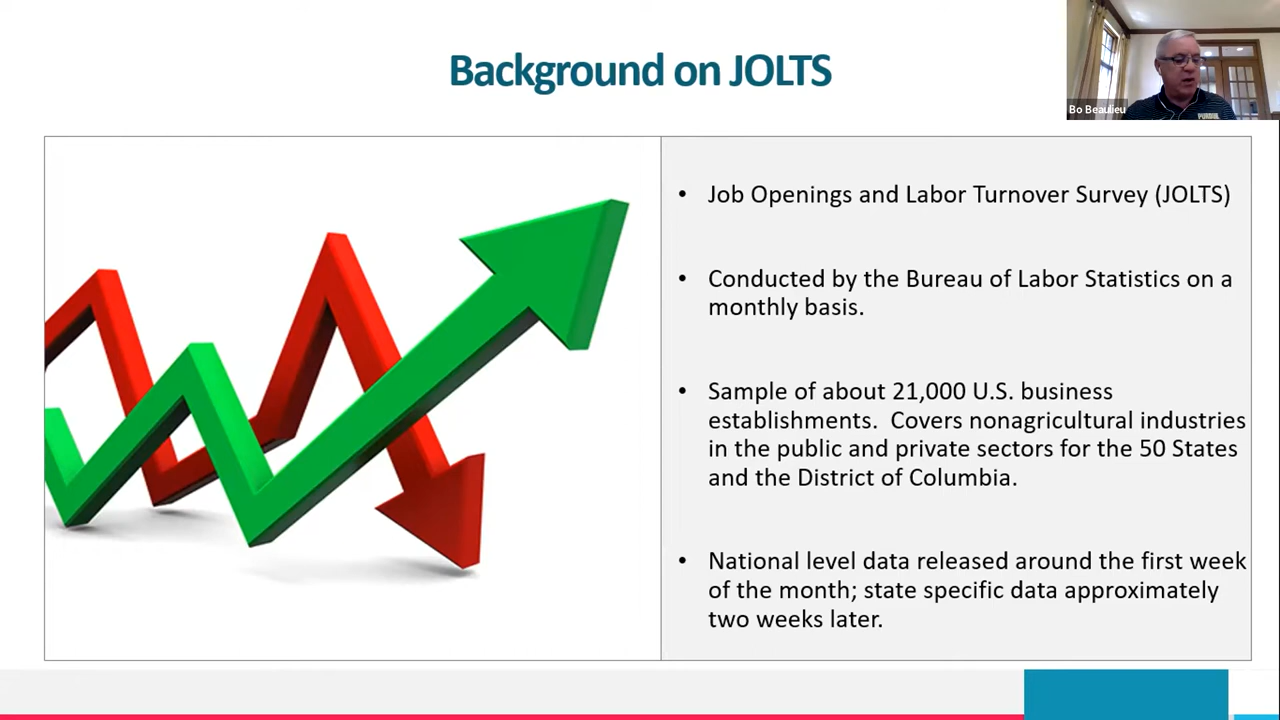 Background on JOLTS
Bo Beaulieu
PURDUE
• Job Openings and Labor Turnover Survey (JOLTS)
• Conducted by the Bureau of Labor Statistics on a
monthly basis.
• Sample of about 21,000 U.S. business
establishments.  Covers nonagricultural industries
in the public and private sectors for the 50 States
and the District of Columbia.
• National level data released around the first week
of the month; state specific data approximately
two weeks later.